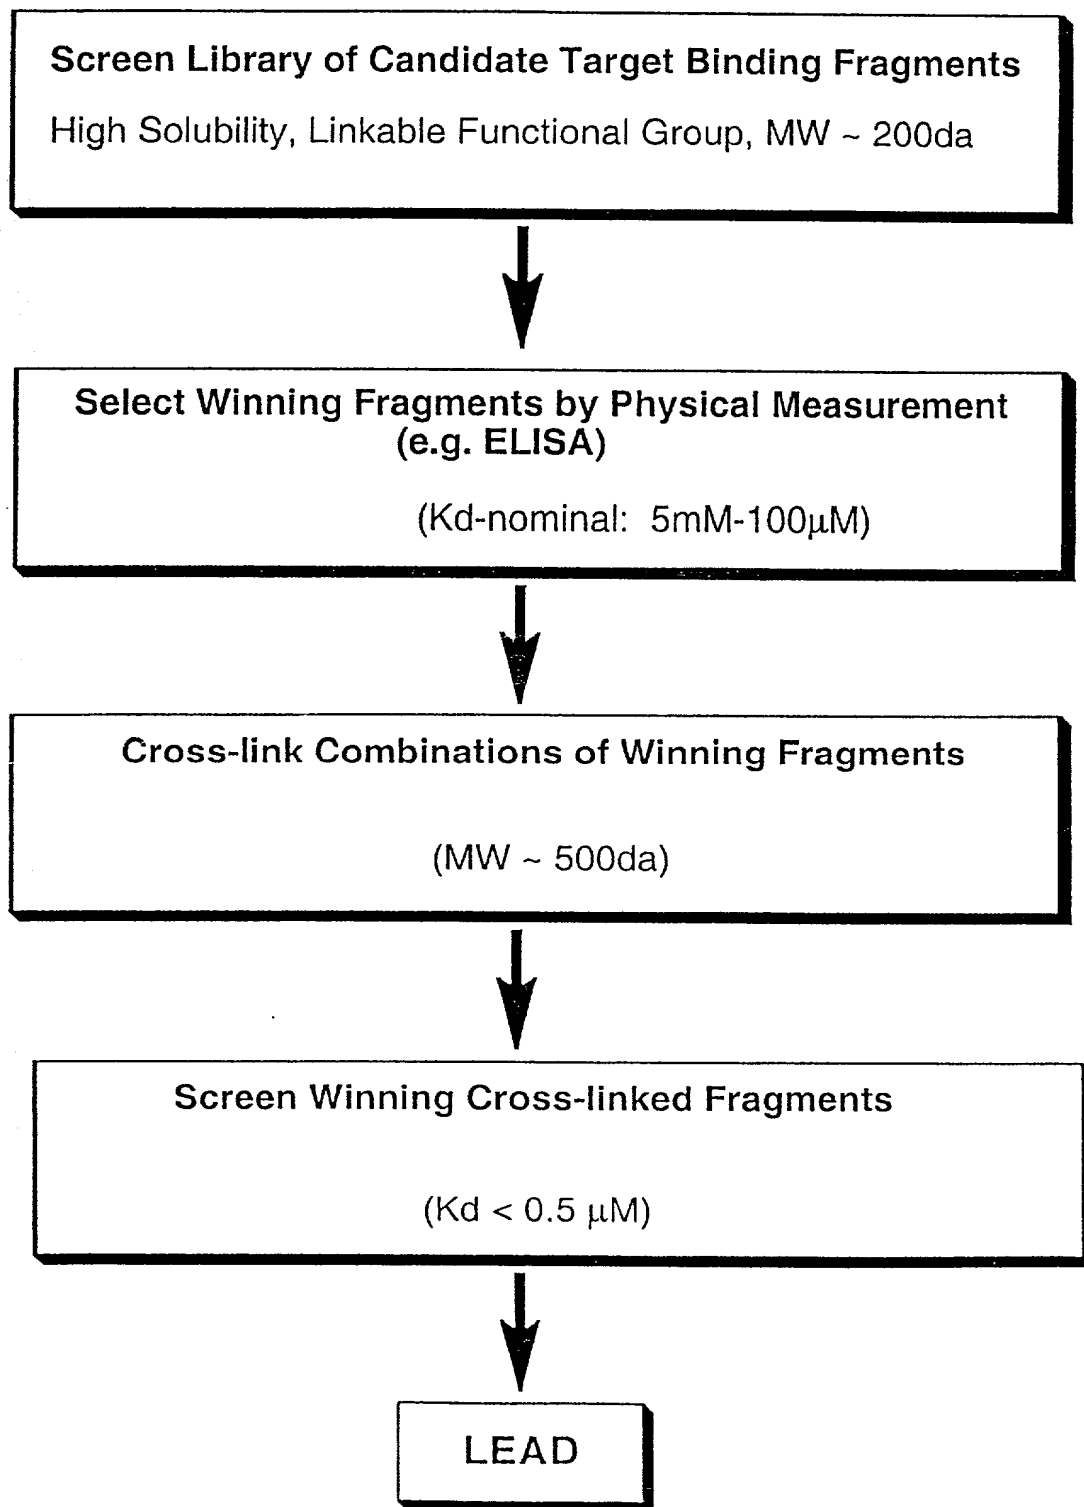 Screen Library of Candidate Target Binding Fragments
High Solubility, Linkable Functional Group, MW ~ 200da
Select Winning Fragments by Physical Measurement
(e.g. ELISA)
(Kd-nominal: 5mM-100μM)
Cross-link Combinations of Winning Fragments
(MW ~ 500da)
Screen Winning Cross-linked Fragments
(Kd < 0.5 μM)
LEAD